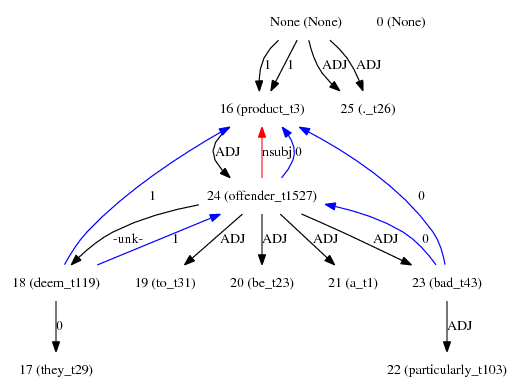 None (None) 0 (None)
1 1 ADJ ADJ
16 (product_t3) 25 (._t26)
ADJ nsubj 0
1 0
24 (offender_t1527)
-unk- 1 ADJ ADJ ADJ ADJ 0
18 (deem_t119) 19 (to_t31) 20 (be_t23) 21 (a_t1) 23 (bad_t43)
0 ADJ
17 (they_t29) 22 (particularly_t103)